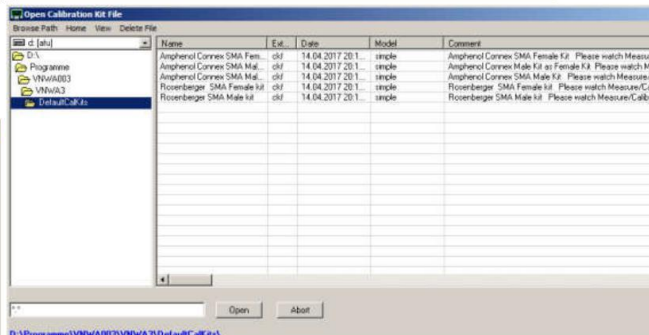 Open Calibration Kit File
Browse Path Home View Delete File
d: [atu]
D:\
Programme
VNWA003
VNWA3
DefaultCalKits
Name Ext... Date Model Comment
Amphenol Connex SMA Fem... ckf 14.04.2017 20:1... simple Amphenol Connex SMA Female Kit Please watch Measu
Amphenol Connex SMA Mal... ckf 14.04.2017 20:1... simple Amphenol Connex Male Kit as Female Kit Please watch M
Amphenol Connex SMA Mal... ckf 14.04.2017 20:1... simple Amphenol Connex SMA Male Kit Please watch Measure
Rosenberger SMA Female kit ckf 14.04.2017 20:1... simple Rosenberger SMA Female kit Please watch Measure/Ca
Rosenberger SMA Male kit ckf 14.04.2017 20:1... simple Rosenberger SMA Male kit Please watch Measure/Calib
Open Abort
D:\Programme\VNWA003\VNWA3\DefaultCalKits\